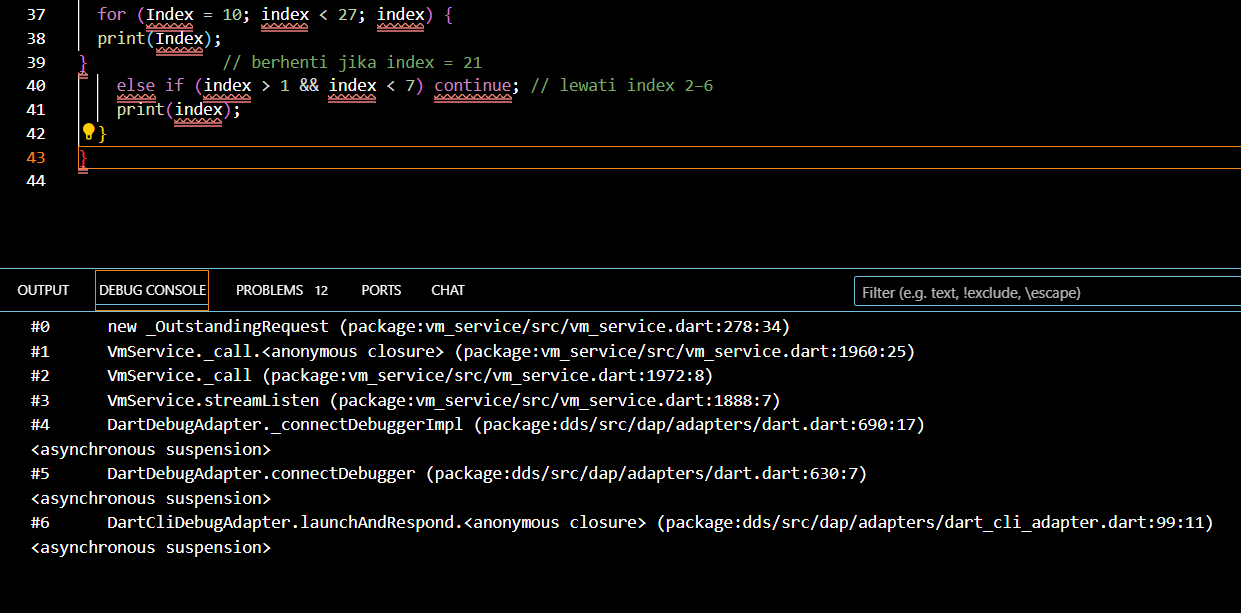 37 for (Index = 10; index < 27; index) {
38 print(Index);
39 } // berhenti jika index = 21
40 else if (index > 1 && index < 7) continue; // lewati index 2-6
41 print(index);
42 }
43 }
44
OUTPUT DEBUG CONSOLE PROBLEMS 12 PORTS CHAT Filter (e.g. text, !exclude, \escape)
#0 new _OutstandingRequest (package:vm_service/src/vm_service.dart:278:34)
#1 VmService._call.<anonymous closure> (package:vm_service/src/vm_service.dart:1960:25)
#2 VmService._call (package:vm_service/src/vm_service.dart:1972:8)
#3 VmService.streamListen (package:vm_service/src/vm_service.dart:1888:7)
#4 DartDebugAdapter._connectDebuggerImpl (package:dds/src/dap/adapters/dart.dart:690:17)
<asynchronous suspension>
#5 DartDebugAdapter.connectDebugger (package:dds/src/dap/adapters/dart.dart:630:7)
<asynchronous suspension>
#6 DartCliDebugAdapter.launchAndRespond.<anonymous closure> (package:dds/src/dap/adapters/dart_cli_adapter.dart:99:11)
<asynchronous suspension>